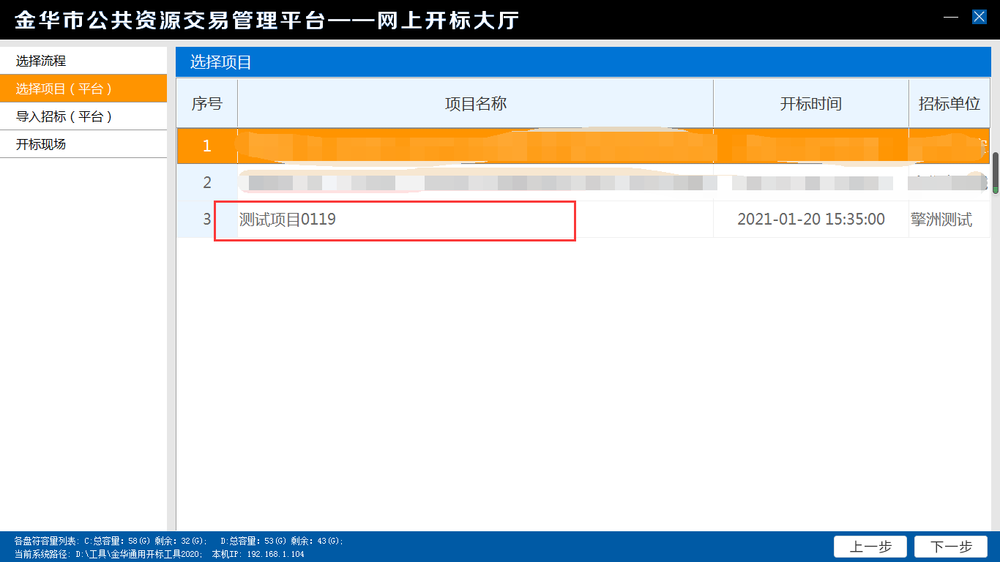 金华市公共资源交易管理平台——网上开标大厅
选择流程
选择项目（平台）
导入招标（平台）
开标现场
选择项目
序号 项目名称 开标时间 招标单位
1
2
3 测试项目0119 2021-01-20 15:35:00 擎洲测试
各盘符容量列表: C:总容量: 58(G) 剩余: 32(G); D:总容量: 53(G) 剩余: 43(G);
当前系统路径: D:\工具\金华通用开标工具2020; 本机IP: 192.168.1.104
上一步 下一步